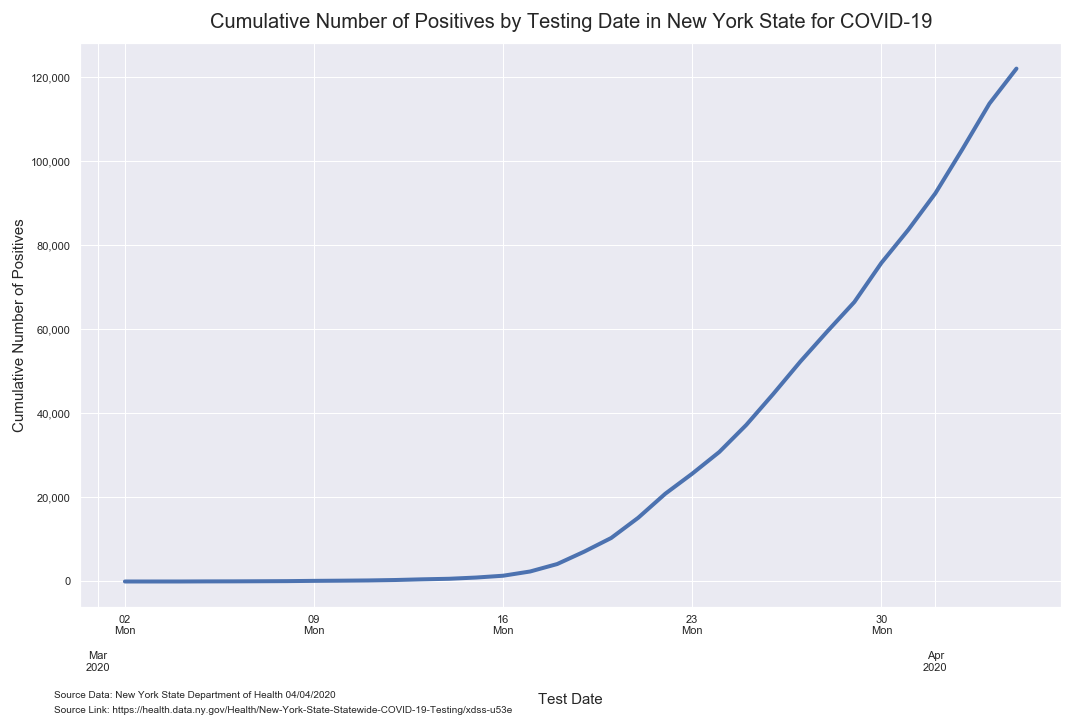 Cumulative Number of Positives by Testing Date in New York State for COVID-19
120,000
100,000
80,000
60,000
40,000
20,000
0
Cumulative Number of Positives
02 09 16 23 30
Mon Mon Mon Mon Mon
Mar Apr
2020 2020
Test Date
Source Data: New York State Department of Health 04/04/2020
Source Link: https://health.data.ny.gov/Health/New-York-State-Statewide-COVID-19-Testing/xdss-u53e